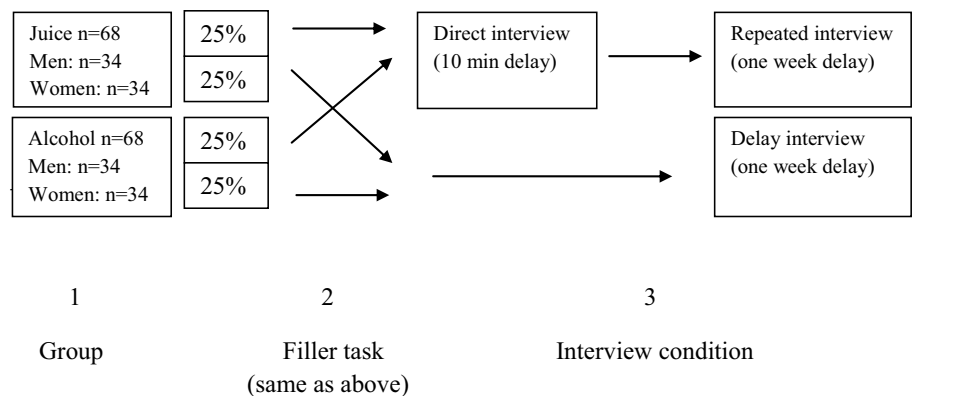 Juice n=68
Men: n=34
Women: n=34
25%
25%
Direct interview
(10 min delay)
Repeated interview
(one week delay)
Alcohol n=68
Men: n=34
Women: n=34
25%
25%
Delay interview
(one week delay)
1
2
3
Group
Filler task
(same as above)
Interview condition